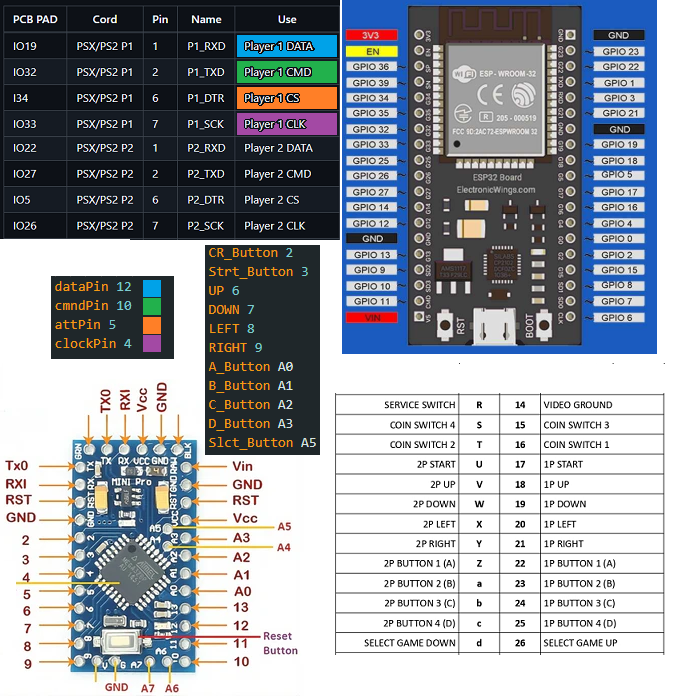 PCB PAD Cord Pin Name Use
IO19 PSX/PS2 P1 1 P1_RXD Player 1 DATA
IO32 PSX/PS2 P1 2 P1_TXD Player 1 CMD
I34 PSX/PS2 P1 6 P1_DTR Player 1 CS
IO33 PSX/PS2 P1 7 P1_SCK Player 1 CLK
IO22 PSX/PS2 P2 1 P2_RXD Player 2 DATA
IO27 PSX/PS2 P2 2 P2_TXD Player 2 CMD
IO5 PSX/PS2 P2 6 P2_DTR Player 2 CS
IO26 PSX/PS2 P2 7 P2_SCK Player 2 CLK
3V3 GND
EN GPIO 23
GPIO 36 GPIO 22
GPIO 39 GPIO 1
GPIO 34 GPIO 3
GPIO 35 GPIO 21
GPIO 32 GND
GPIO 33 GPIO 19
GPIO 25 GPIO 18
GPIO 26 GPIO 5
GPIO 27 GPIO 17
GPIO 14 GPIO 16
GPIO 12 GPIO 4
GND GPIO 0
GPIO 13 GPIO 2
GPIO 9 GPIO 15
GPIO 10 GPIO 8
GPIO 11 GPIO 7
VIN GPIO 6
WiFi ESP - WROOM-32
CE
R 205 - 000519
FCC 9D:2AC72-ESPWROOM 32
ESP32 Board
ElectronicWings.com
RST
BOOT
dataPin 12
cmndPin 10
attPin 5
clockPin 4
CR_Button 2
Strt_Button 3
UP 6
DOWN 7
LEFT 8
RIGHT 9
A_Button A0
B_Button A1
C_Button A2
D_Button A3
Slct_Button A5
TX0 RXI Vcc GND
GRN TX RX VCC GND BLK
MINI Pro
Tx0 Vin
RXI GND
RST RST
GND Vcc
A5
A4
2 A3
3 A2
4 A1
5 A0
6 13
7 12
8 11
9 10
Reset
Button
GND A7 A6
SERVICE SWITCH R 14 VIDEO GROUND
COIN SWITCH 4 S 15 COIN SWITCH 3
COIN SWITCH 2 T 16 COIN SWITCH 1
2P START U 17 1P START
2P UP V 18 1P UP
2P DOWN W 19 1P DOWN
2P LEFT X 20 1P LEFT
2P RIGHT Y 21 1P RIGHT
2P BUTTON 1 (A) Z 22 1P BUTTON 1 (A)
2P BUTTON 2 (B) a 23 1P BUTTON 2 (B)
2P BUTTON 3 (C) b 24 1P BUTTON 3 (C)
2P BUTTON 4 (D) c 25 1P BUTTON 4 (D)
SELECT GAME DOWN d 26 SELECT GAME UP